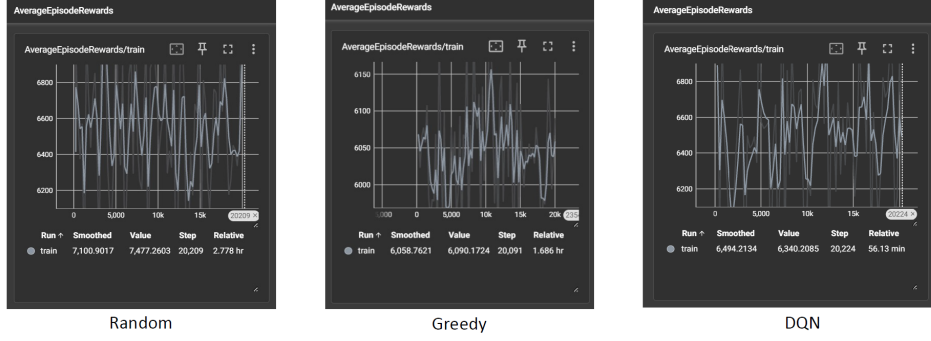 AverageEpisodeRewards
AverageEpisodeRewards/train
6800
6600
6400
6200
0 5,000 10k 15k 20209 ×
Run ↑ Smoothed Value Step Relative
train 7,100.9017 7,477.2603 20,209 2.778 hr
Random
AverageEpisodeRewards
AverageEpisodeRewards/train
6150
6100
6050
6000
0 5,000 10k 15k 20k
Run ↑ Smoothed Value Step Relative
train 6,058.7621 6,090.1724 20,091 1.686 hr
Greedy
AverageEpisodeRewards
AverageEpisodeRewards/train
6800
6600
6400
6200
0 5,000 10k 15k 20224 ×
Run ↑ Smoothed Value Step Relative
train 6,494.2134 6,340.2085 20,224 56.13 min
DQN